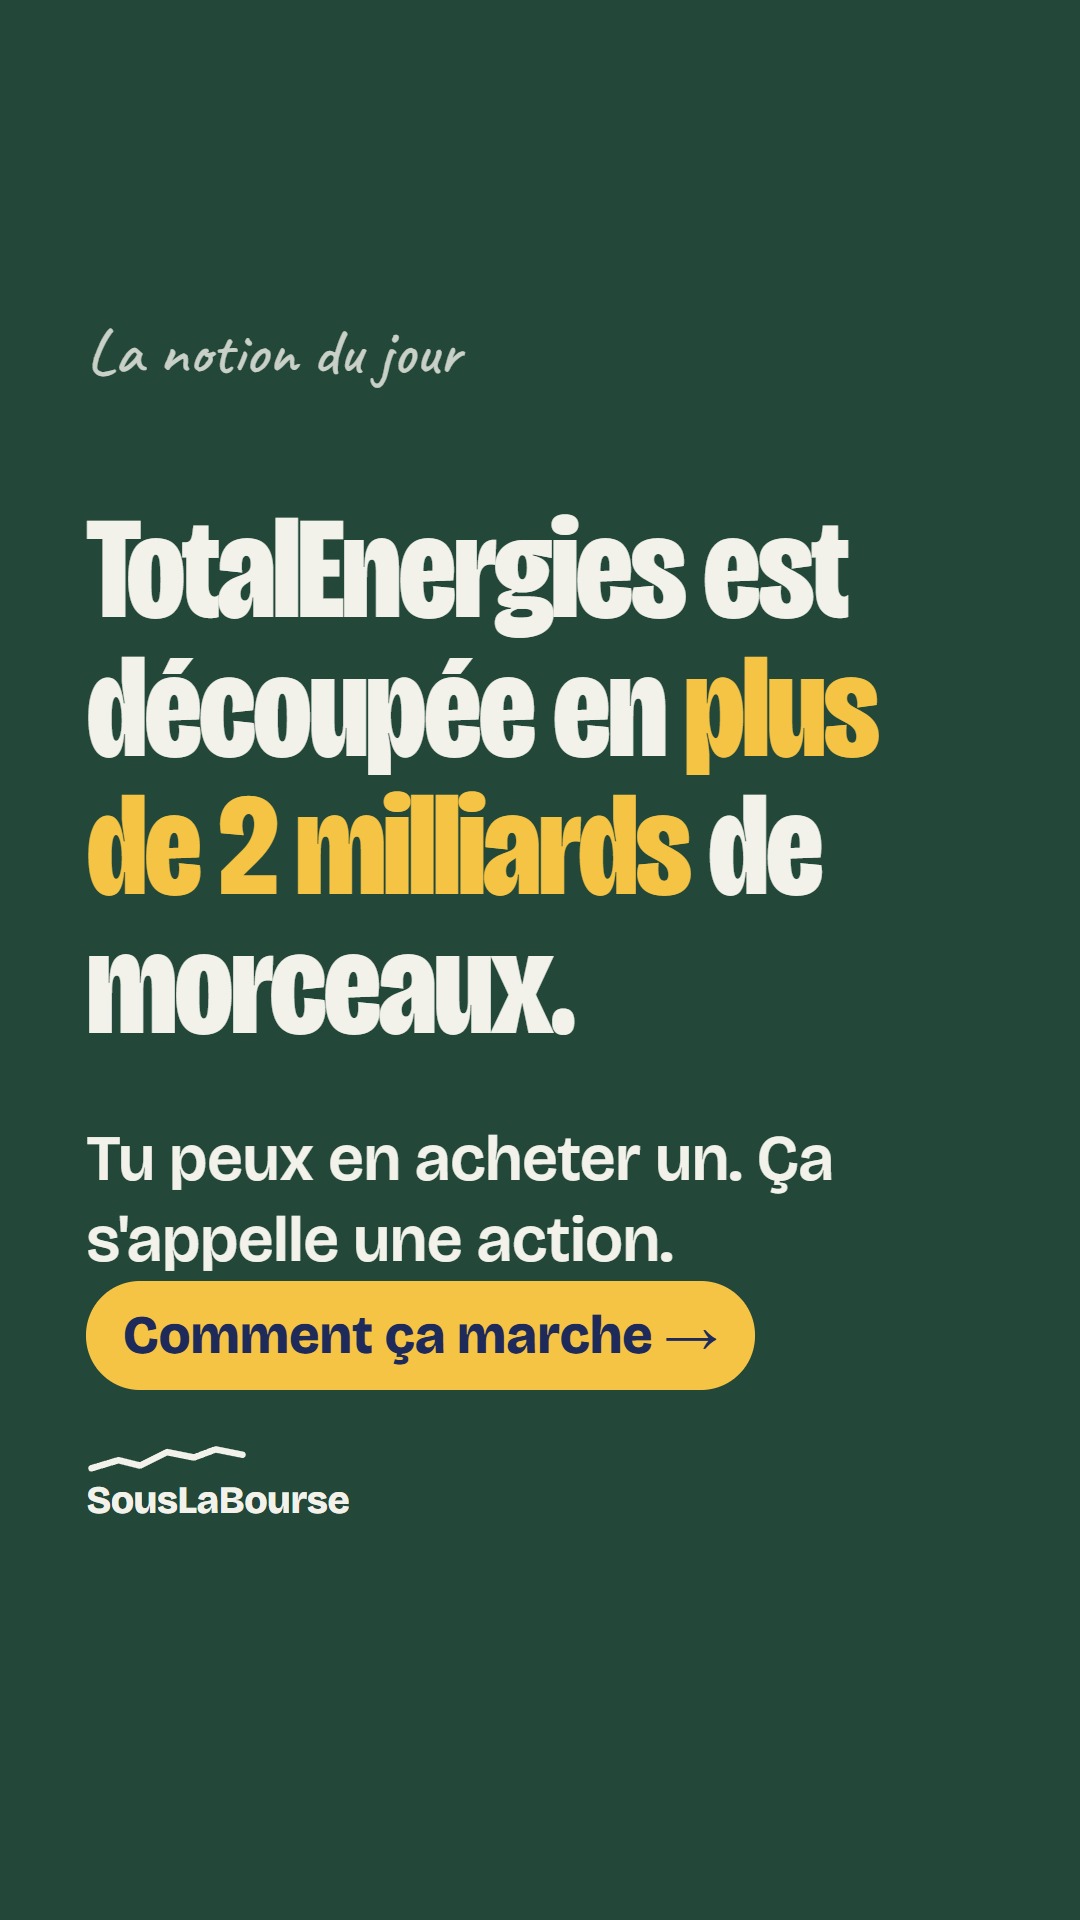 La notion du jour
TotalEnergies est
découpée en plus
de 2 milliards de
morceaux.
Tu peux en acheter un. Ça
s'appelle une action.
Comment ça marche →
SousLaBourse